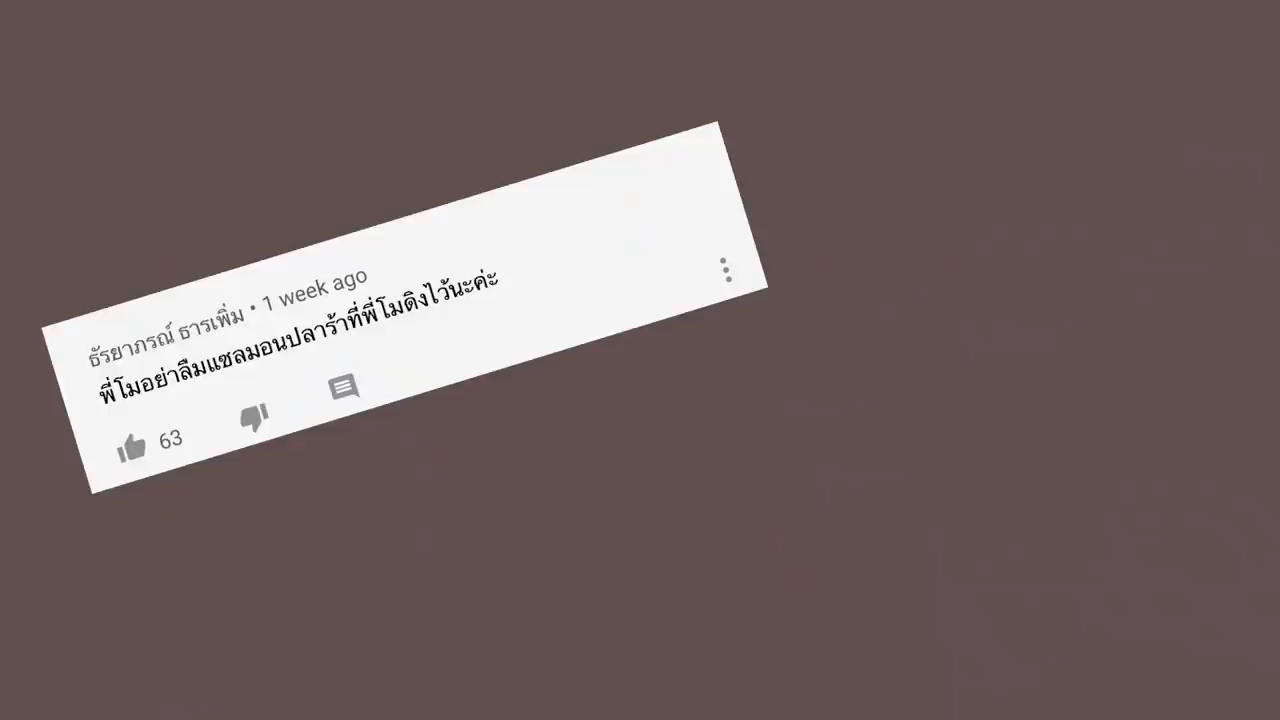 ธัรยาภรณ์ ธารเพิ่ม • 1 week ago
พี่โมอย่าลืมแซลมอนปลาร้าที่พี่โมดิงไว้นะค่ะ
63